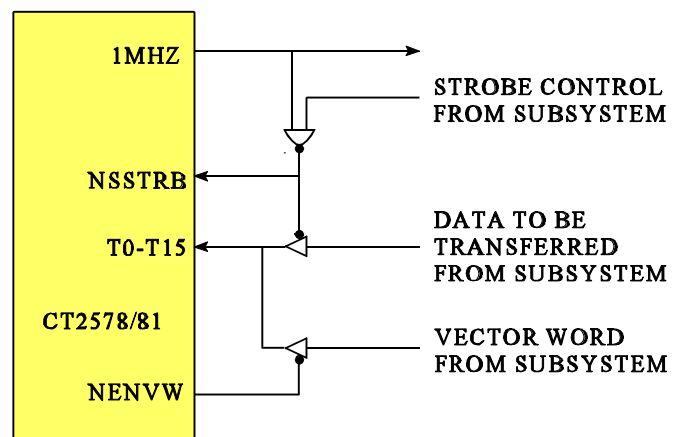 1MHZ
STROBE CONTROL
FROM SUBSYSTEM
NSSTRB
DATA TO BE
TRANSFERRED
FROM SUBSYSTEM
T0-T15
CT2578/81
VECTOR WORD
FROM SUBSYSTEM
NENVW